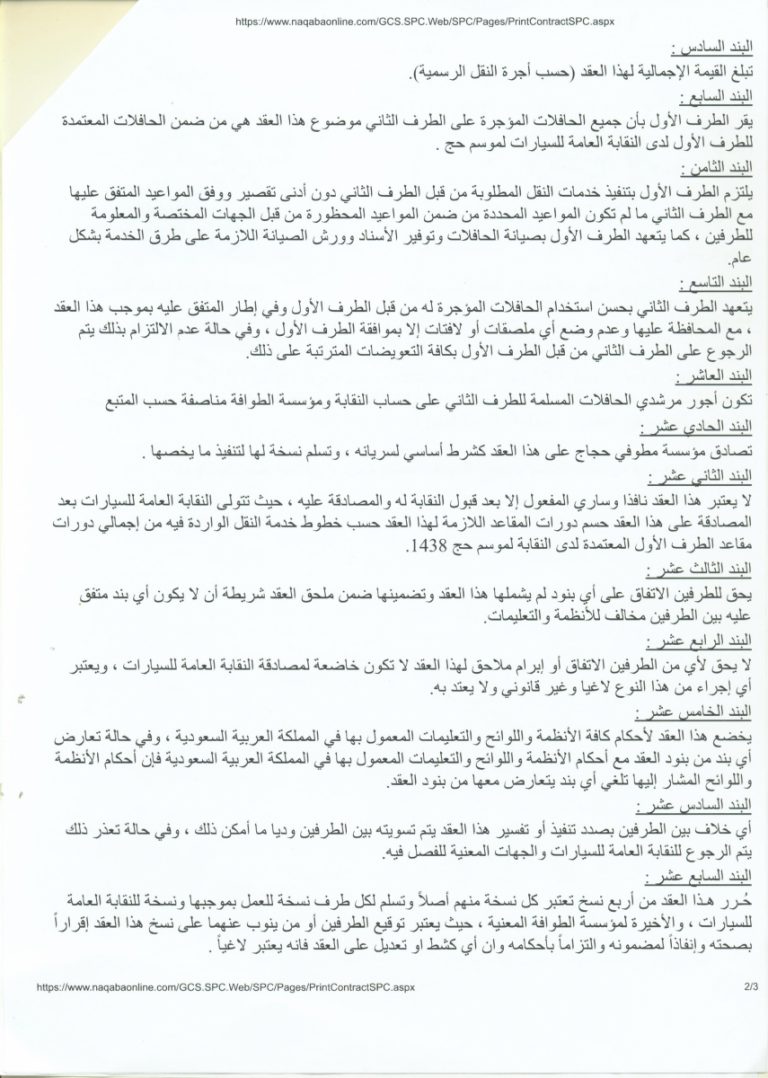 https://www.naqabaonline.com/GCS.SPC.Web/SPC/Pages/PrintContractSPC.aspx
البند السادس :
تبلغ القيمة الإجمالية لهذا العقد (حسب أجرة النقل الرسمية).
البند السابع :
يقر الطرف الأول بأن جميع الحافلات المؤجرة على الطرف الثاني موضوع هذا العقد هي من ضمن الحافلات المعتمدة
للطرف الأول لدى النقابة العامة للسيارات لموسم حج .
البند الثامن:
يلتزم الطرف الأول بتنفيذ خدمات النقل المطلوبة من قبل الطرف الثاني دون أدنى تقصير ووفق المواعيد المتفق عليها
مع الطرف الثاني ما لم تكون المواعيد المحددة من ضمن المواعيد المحظورة من قبل الجهات المختصة والمعلومة
للطرفين ، كما يتعهد الطرف الأول بصيانة الحافلات وتوفير الأسناد وورش الصيانة اللازمة على طرق الخدمة بشكل
عام.
البند التاسع :
يتعهد الطرف الثاني بحسن استخدام الحافلات المؤجرة له من قبل الطرف الأول وفي إطار المتفق عليه بموجب هذا العقد
، مع المحافظة عليها وعدم وضع أي ملصقات أو لافتات إلا بموافقة الطرف الأول ، وفي حالة عدم الالتزام بذلك يتم
الرجوع على الطرف الثاني من قبل الطرف الأول بكافة التعويضات المترتبة على ذلك.
البند العاشر :
تكون أجور مرشدي الحافلات المسلمة للطرف الثاني على حساب النقابة ومؤسسة الطوافة مناصفة حسب المتبع
البند الحادي عشر :
تصادق مؤسسة مطوفي حجاج على هذا العقد كشرط أساسي لسريانه ، وتسلم نسخة لها لتنفيذ ما يخصها .
البند الثاني عشر :
لا يعتبر هذا العقد نافذا وساري المفعول إلا بعد قبول النقابة له والمصادقة عليه ، حيث تتولى النقابة العامة للسيارات بعد
المصادقة على هذا العقد حسم دورات المقاعد اللازمة لهذا العقد حسب خطوط خدمة النقل الواردة فيه من إجمالي دورات
مقاعد الطرف الأول المعتمدة لدى النقابة لموسم حج 1438.
البند الثالث عشر :
يحق للطرفين الاتفاق على أي بنود لم يشملها هذا العقد وتضمينها ضمن ملحق العقد شريطة أن لا يكون أي بند متفق
عليه بين الطرفين مخالف للأنظمة والتعليمات.
البند الرابع عشر :
لا يحق لأي من الطرفين الاتفاق أو إبرام ملاحق لهذا العقد لا تكون خاضعة لمصادقة النقابة العامة للسيارات ، ويعتبر
أي إجراء من هذا النوع لاغيا وغير قانوني ولا يعتد به.
البند الخامس عشر :
يخضع هذا العقد لأحكام كافة الأنظمة واللوائح والتعليمات المعمول بها في المملكة العربية السعودية ، وفي حالة تعارض
أي بند من بنود العقد مع أحكام الأنظمة واللوائح والتعليمات المعمول بها في المملكة العربية السعودية فإن أحكام الأنظمة
واللوائح المشار إليها تلغي أي بند يتعارض معها من بنود العقد.
البند السادس عشر :
أي خلاف بين الطرفين بصدد تنفيذ أو تفسير هذا العقد يتم تسويته بين الطرفين وديا ما أمكن ذلك ، وفي حالة تعذر ذلك
يتم الرجوع للنقابة العامة للسيارات والجهات المعنية للفصل فيه.
البند السابع عشر :
حُرر هذا العقد من أربع نسخ تعتبر كل نسخة منهم أصلاً وتسلم لكل طرف نسخة للعمل بموجبها ونسخة للنقابة العامة
للسيارات ، والأخيرة لمؤسسة الطوافة المعنية ، حيث يعتبر توقيع الطرفين أو من ينوب عنهما على نسخ هذا العقد إقراراً
بصحته وإنفاذاً لمضمونه والتزاماً بأحكامه وان أي كشط او تعديل على العقد فانه يعتبر لاغياً .
https://www.naqabaonline.com/GCS.SPC.Web/SPC/Pages/PrintContractSPC.aspx 2/3